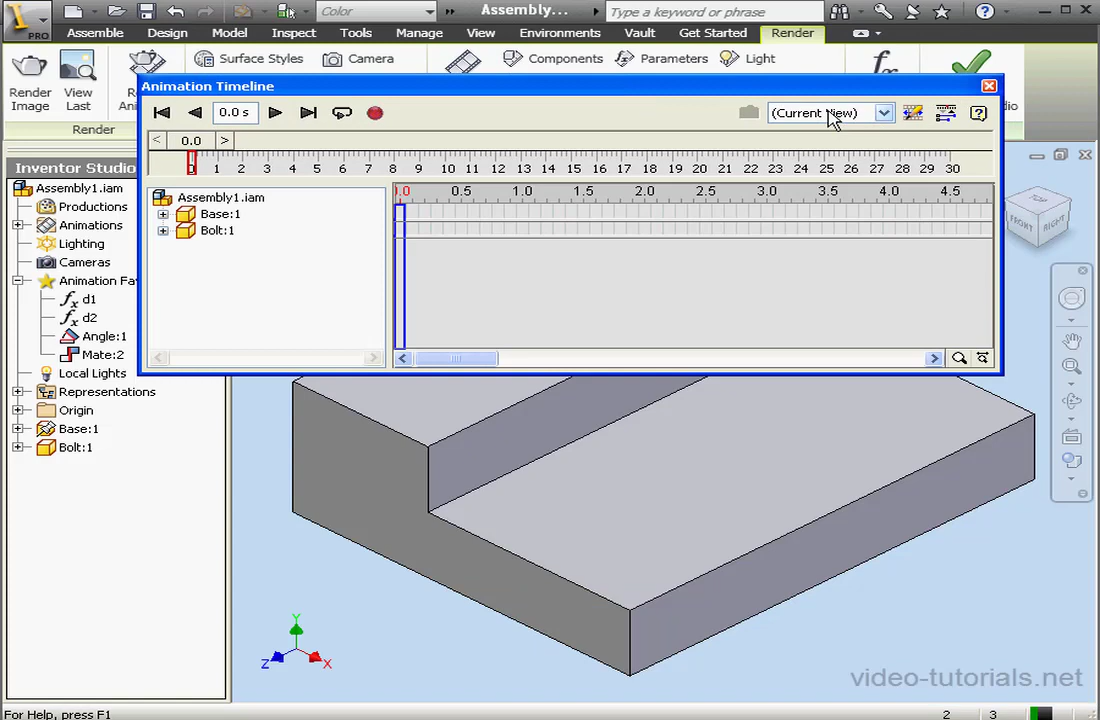 Color
Assembly...
Type a keyword or phrase
PRO
Assemble Design Model Inspect Tools Manage View Environments Vault Get Started Render
Render Image
View Last
Surface Styles
Camera
Components
Parameters
Light
fx
Render
Animation Timeline
0.0 s
(Current View)
< 0.0 >
0 1 2 3 4 5 6 7 8 9 10 11 12 13 14 15 16 17 18 19 20 21 22 23 24 25 26 27 28 29 30
Assembly1.iam
Base:1
Bolt:1
0.5 1.0 1.5 2.0 2.5 3.0 3.5 4.0 4.5
Inventor Studio
Assembly1.iam
Productions
Animations
Lighting
Cameras
Animation Fav
fx d1
fx d2
Angle:1
Mate:2
Local Lights
Representations
Origin
Base:1
Bolt:1
FRONT
RIGHT
Y
Z
X
video-tutorials.net
For Help, press F1
2 3